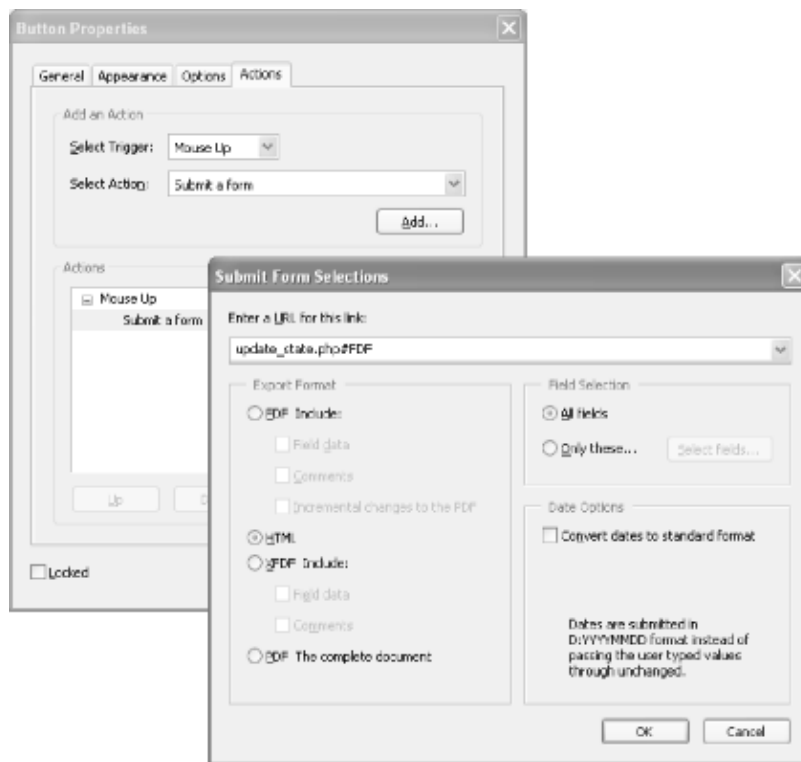 Button Properties
General Appearance Options Actions
Add an Action
Select Trigger: Mouse Up
Select Action: Submit a form
Add...
Actions
Mouse Up
Submit a form
Up D
Locked
Submit Form Selections
Enter a URL for this link:
update_state.php#FDF
Export Format
FDF Include:
Field data
Comments
Incremental changes to the PDF
HTML
XFDF Include:
Field data
Comments
PDF The complete document
Field Selection
All fields
Only these... Select fields...
Date Options
Convert dates to standard format
Dates are submitted in
D:YYYYMMDD format instead of
passing the user typed values
through unchanged.
OK Cancel